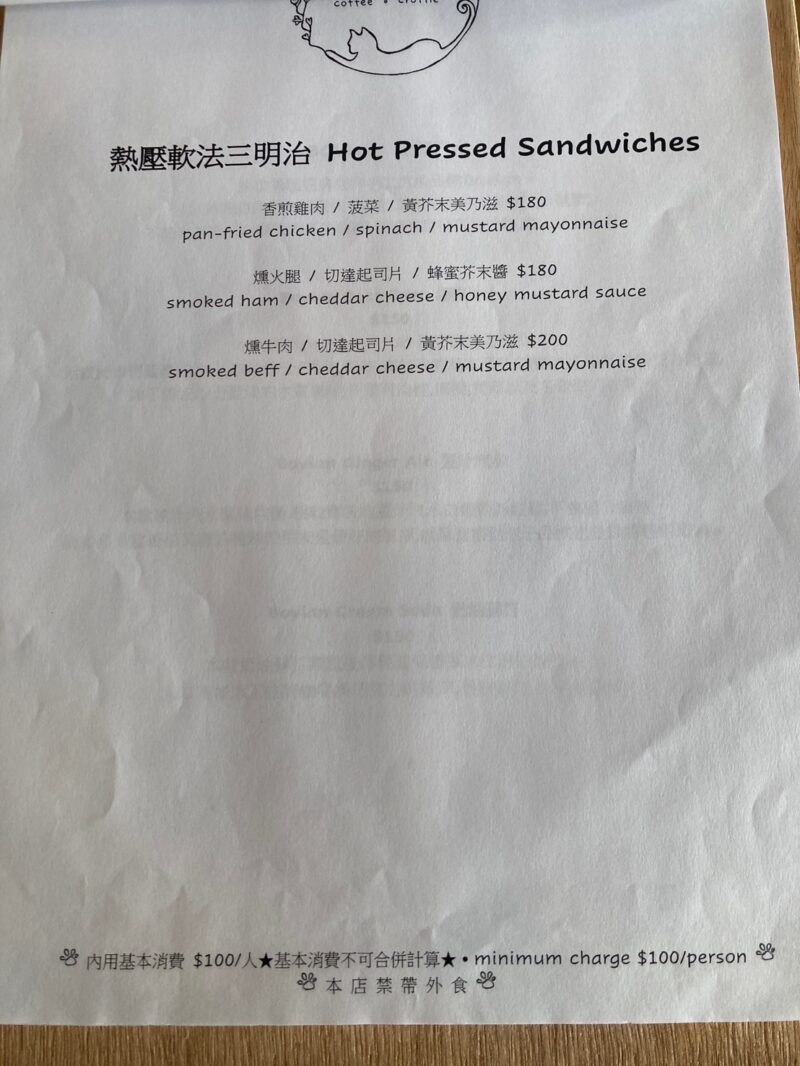 coffee • croffle
熱壓軟法三明治 Hot Pressed Sandwiches
香煎雞肉 / 菠菜 / 黃芥末美乃滋 $180
pan-fried chicken / spinach / mustard mayonnaise
燻火腿 / 切達起司片 / 蜂蜜芥末醬 $180
smoked ham / cheddar cheese / honey mustard sauce
燻牛肉 / 切達起司片 / 黃芥末美乃滋 $200
smoked beff / cheddar cheese / mustard mayonnaise
內用基本消費 $100/人★基本消費不可合併計算★•minimum charge $100/person
本店禁帶外食